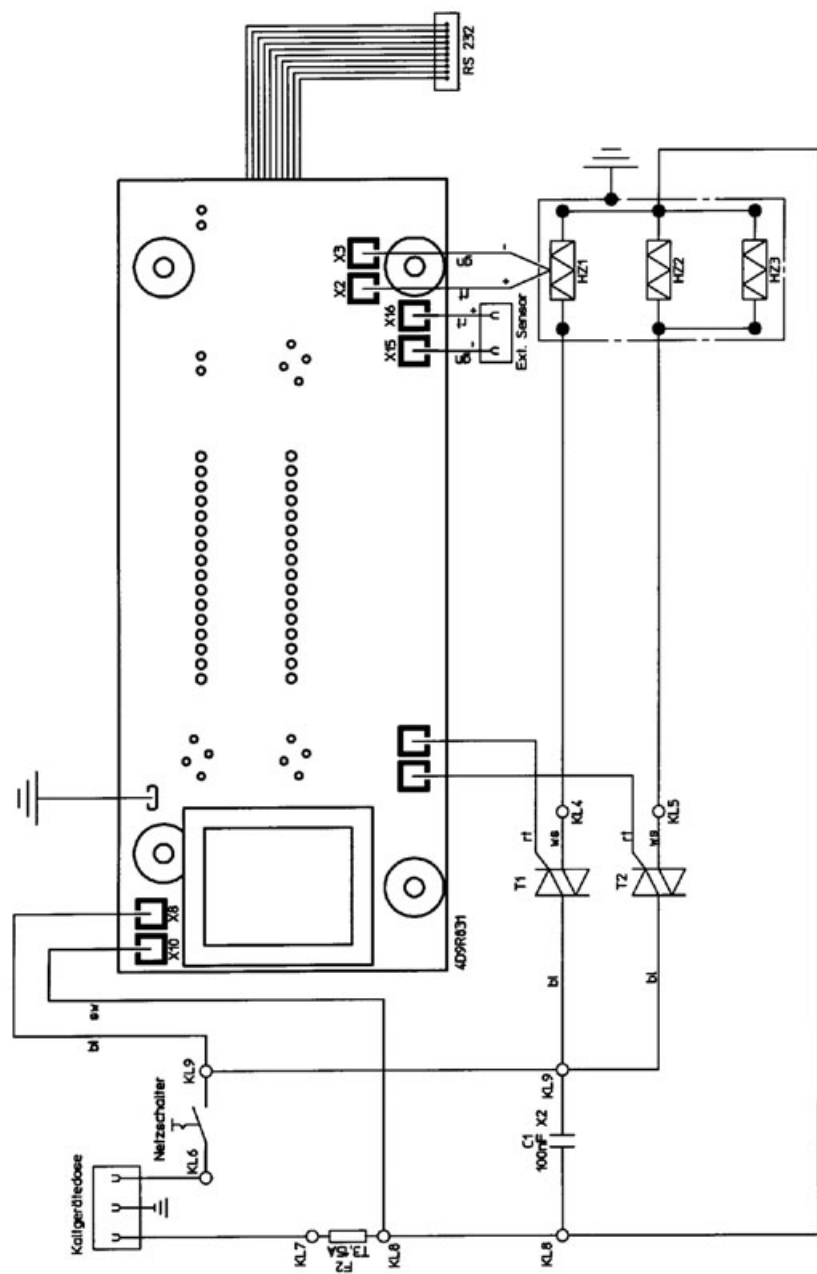 Kaltgerätedose
bl
sw
Netzschalter
KL6
KL9
X10
X8
KL7
F2
T3,15A
KL8
X2
X3
X15
X16
4D9R831
RS 232
rt
rt
-
+
+
-
Ext. Sensor
T1
rt
C1 X2
100nF
KL8
KL9
bl
ws
KL4
HZ1
T2
rt
bl
ws
KL5
HZ2
HZ3